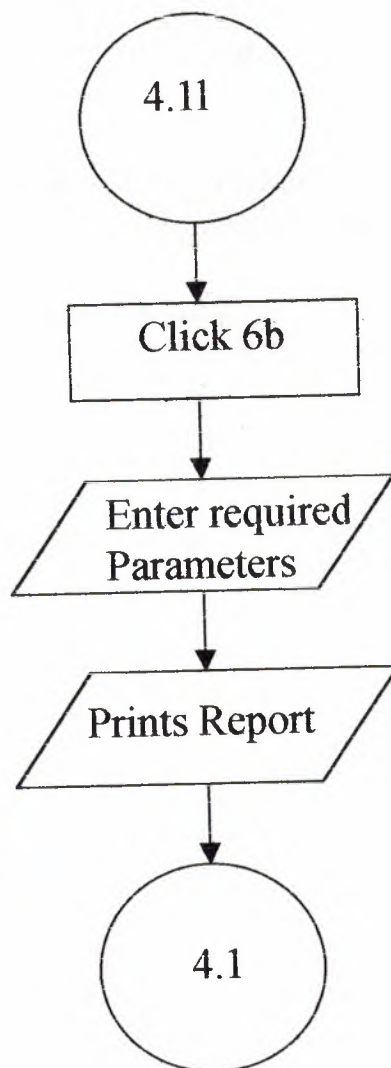 4.1l
Click 6b
Enter required
Parameters
Prints Report
4.1